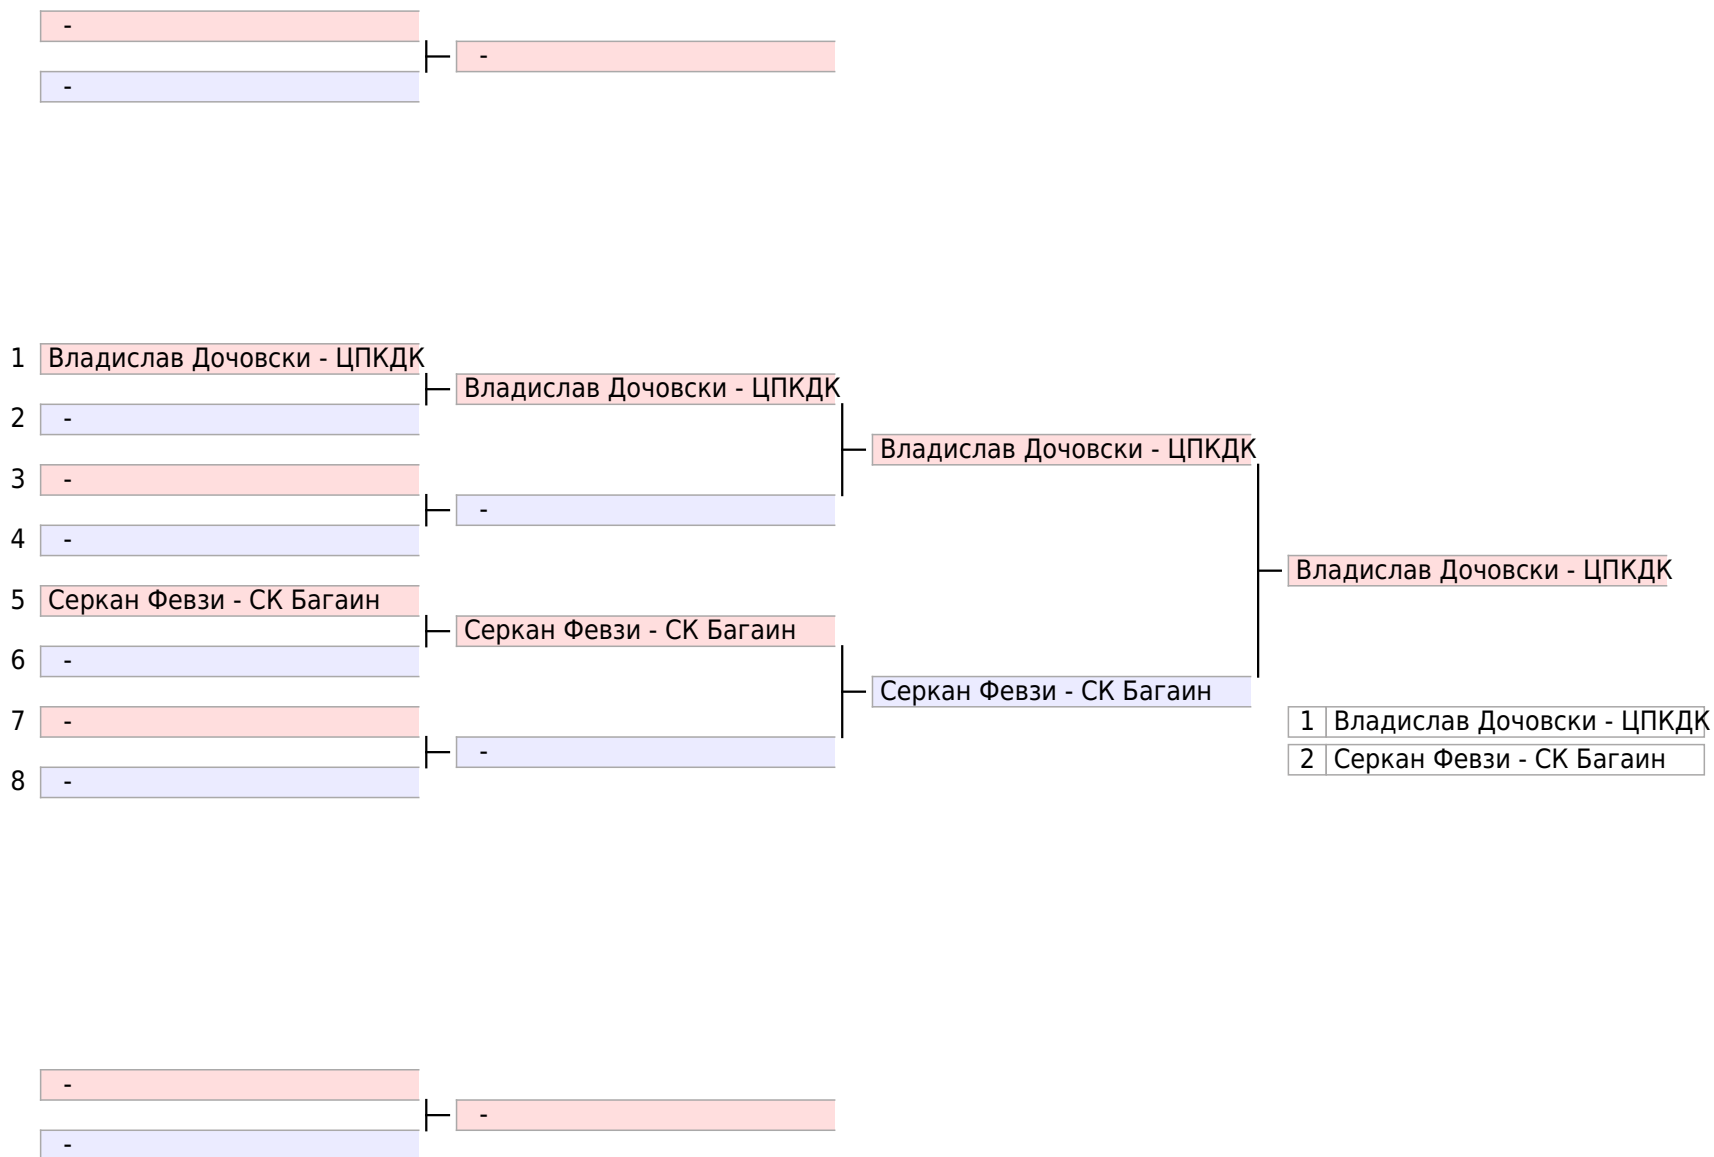 -
-
-
1 Владислав Дочовски - ЦПКДК
Владислав Дочовски - ЦПКДК
2 -
Владислав Дочовски - ЦПКДК
3 -
-
4 -
Владислав Дочовски - ЦПКДК
5 Серкан Февзи - СК Багаин
Серкан Февзи - СК Багаин
6 -
Серкан Февзи - СК Багаин
7 -
1 Владислав Дочовски - ЦПКДК
-
2 Серкан Февзи - СК Багаин
8 -
-
-
-